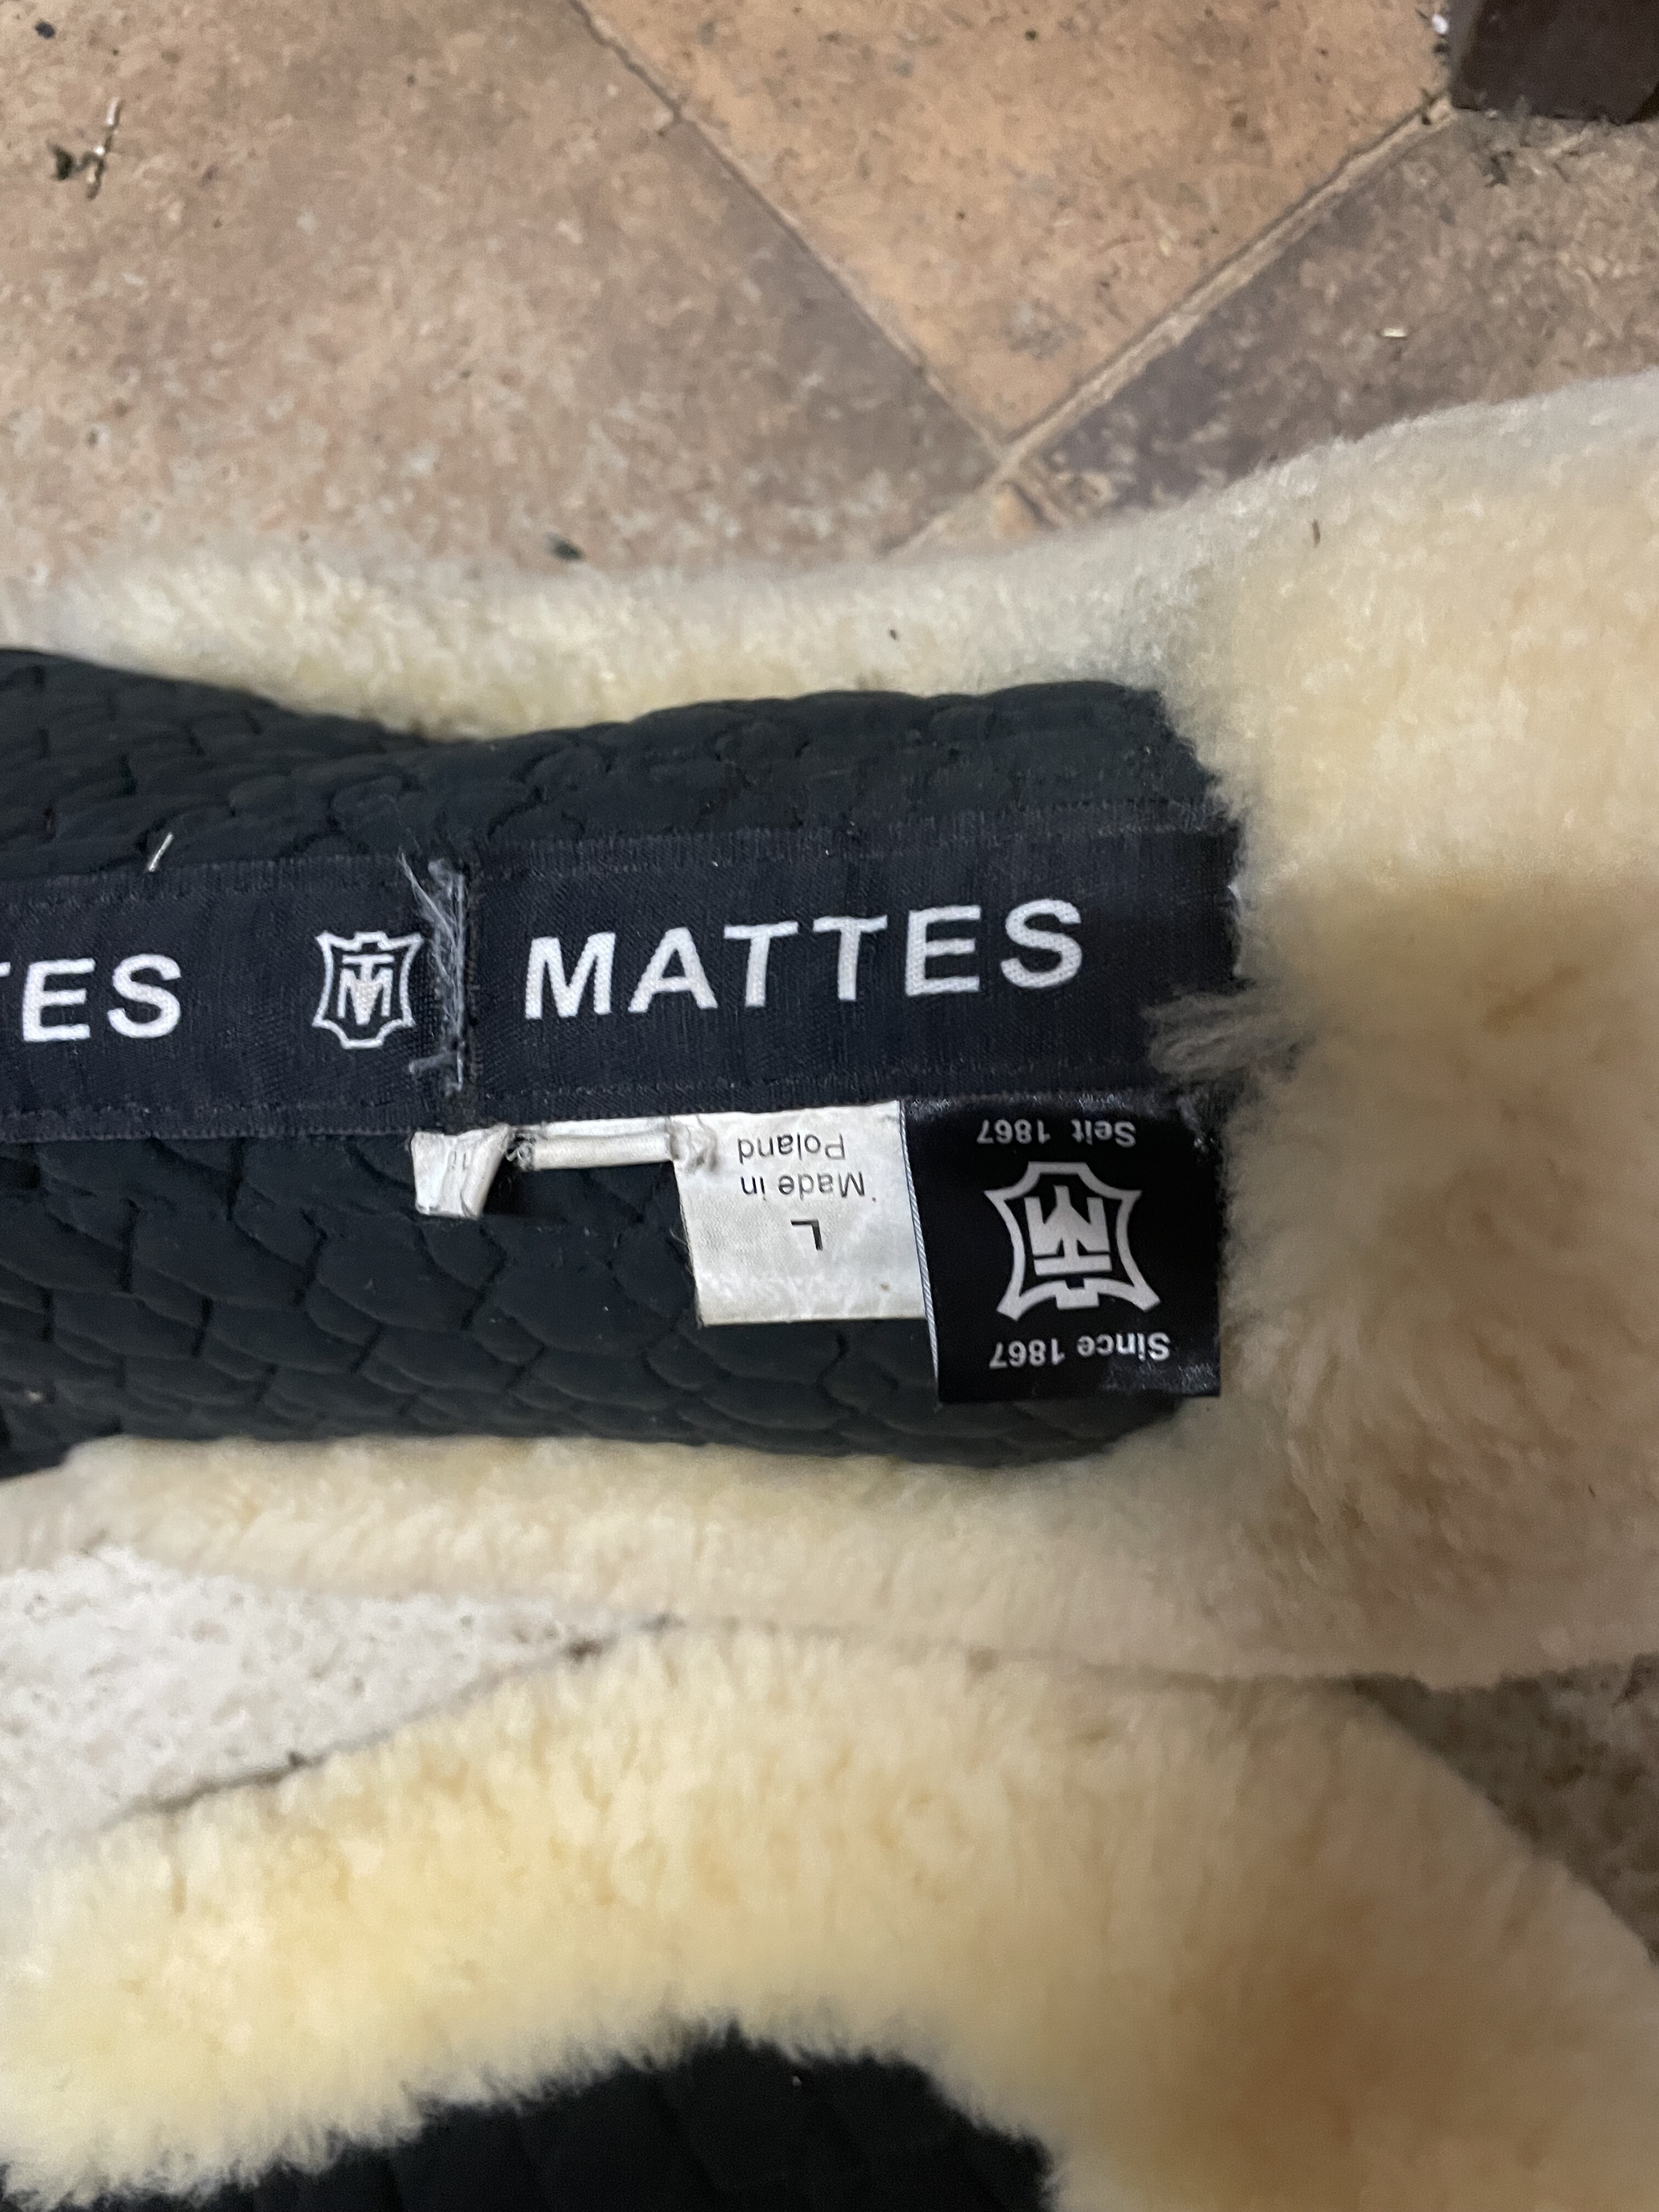 TES MATTES
Seit 1867
Since 1867
L
Made in
Poland